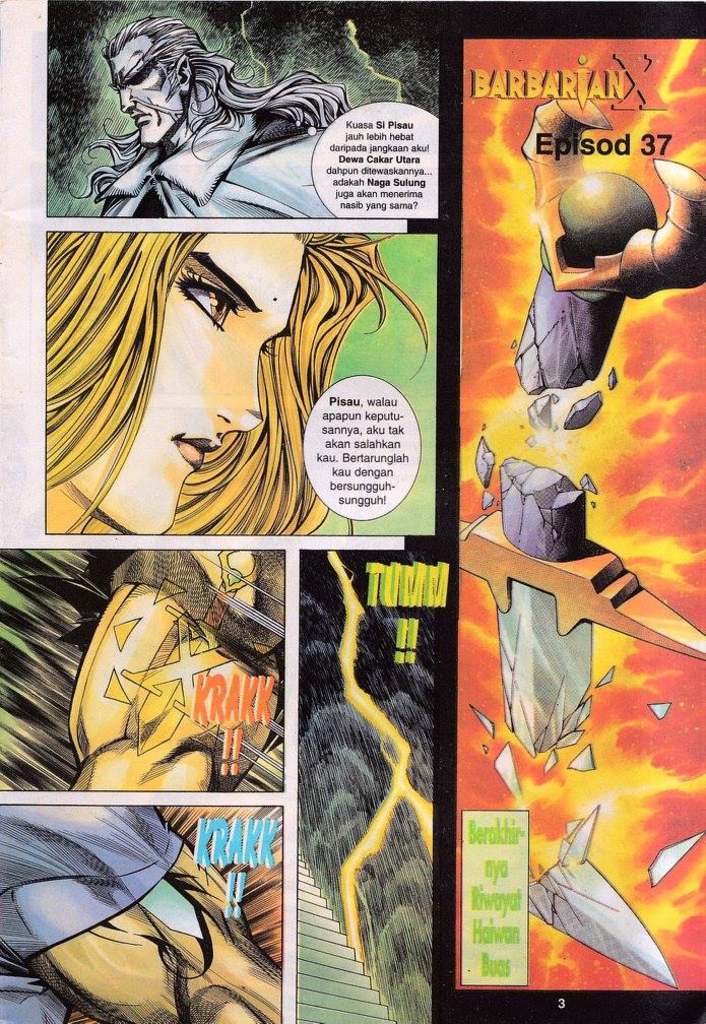 Kuasa Si Pisau
jauh lebih hebat
daripada jangkaan aku!
Dewa Cakar Utara
dahpun ditewaskannya...
adakah Naga Sulung
juga akan menerima
nasib yang sama?
Pisau, walau
apapun keputu-
sannya, aku tak
akan salahkan
kau. Bertarunglah
kau dengan
bersungguh-
sungguh!
KRAKK
!!
KRAKK
!!
TUMM
!!
BARBARIAN X
Episod 37
Berakhir-
nya
Riwayat
Haiwan
Buas
3